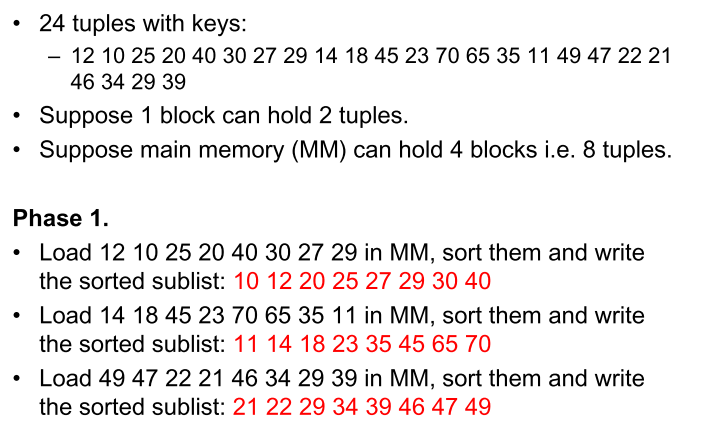 • 24 tuples with keys:
– 12 10 25 20 40 30 27 29 14 18 45 23 70 65 35 11 49 47 22 21
46 34 29 39
• Suppose 1 block can hold 2 tuples.
• Suppose main memory (MM) can hold 4 blocks i.e. 8 tuples.
Phase 1.
• Load 12 10 25 20 40 30 27 29 in MM, sort them and write
the sorted sublist: 10 12 20 25 27 29 30 40
• Load 14 18 45 23 70 65 35 11 in MM, sort them and write
the sorted sublist: 11 14 18 23 35 45 65 70
• Load 49 47 22 21 46 34 29 39 in MM, sort them and write
the sorted sublist: 21 22 29 34 39 46 47 49